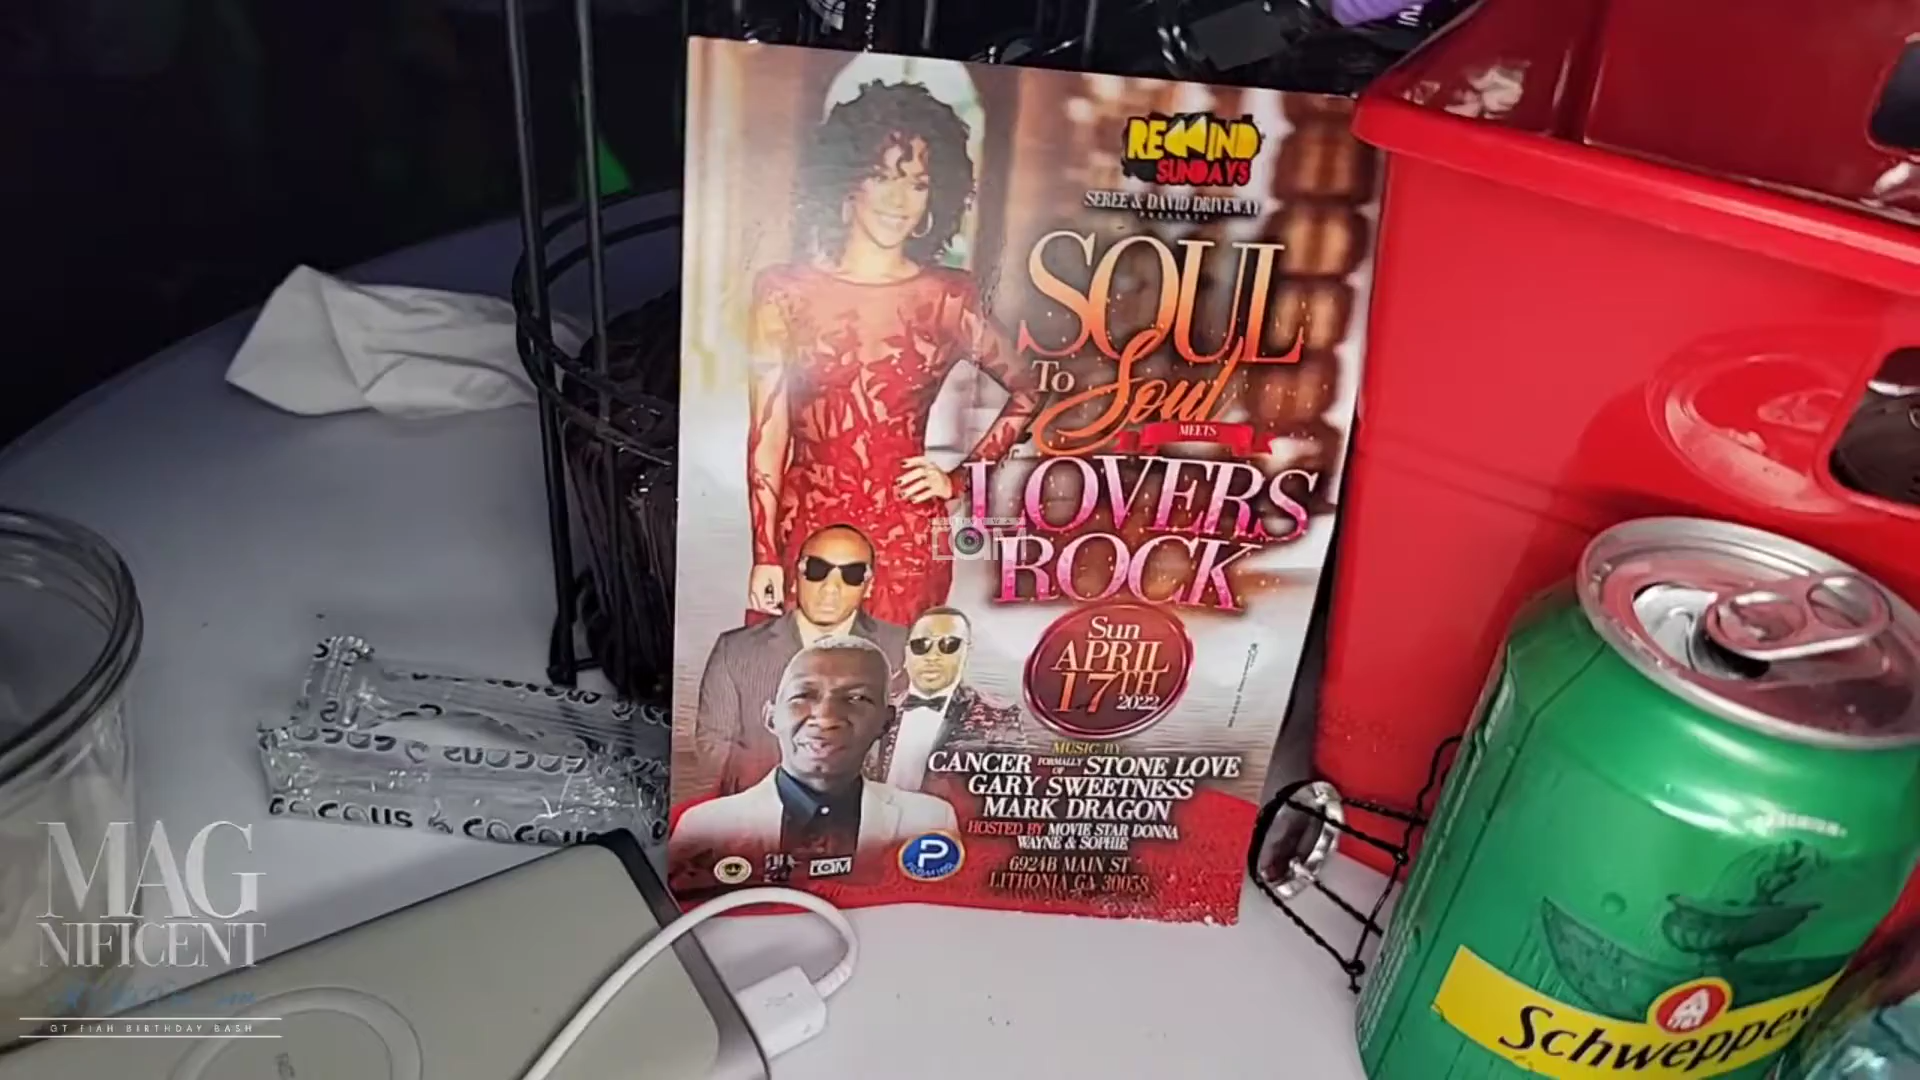 REWIND
SUNDAYS
SEREE & DAVID DRIVEWAY
PRESENTS
SOUL
To Soul
MEETS
LOVERS
ROCK
Sun
APRIL
17TH
2022
MUSIC BY
CANCER FORMALLY OF STONE LOVE
GARY SWEETNESS
MARK DRAGON
HOSTED BY MOVIE STAR DONNA
WAYNE & SOPHIE
6924B MAIN ST
LITHONIA GA 30058
P
MAG
NIFICENT
GT FIAH BIRTHDAY BASH
Schweppes